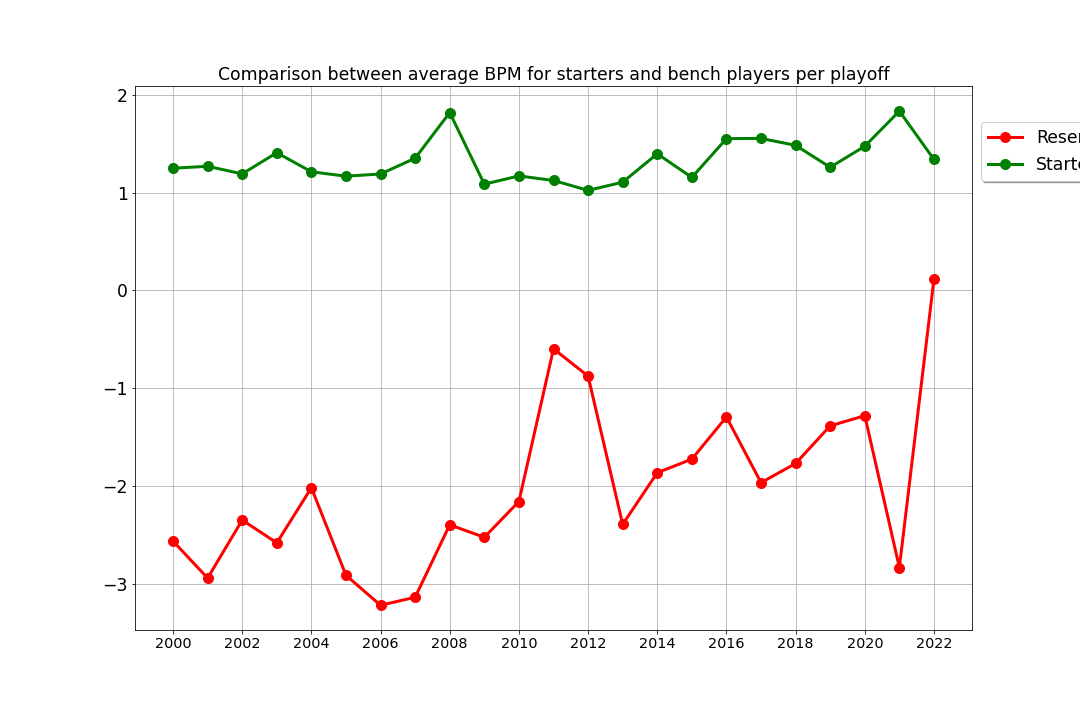 Comparison between average BPM for starters and bench players per playoff
2
1
0
−1
−2
−3
2000 2002 2004 2006 2008 2010 2012 2014 2016 2018 2020 2022
Reser
Starte